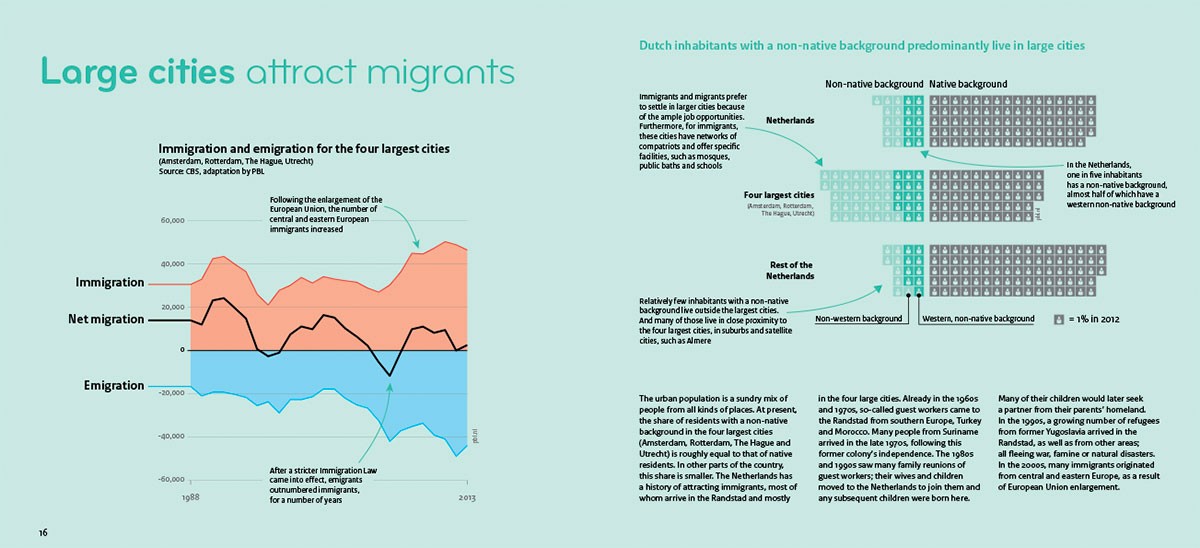 Large cities attract migrants
Immigration and emigration for the four largest cities
(Amsterdam, Rotterdam, The Hague, Utrecht)
Source: CBS, adaptation by PBL
Following the enlargement of the
European Union, the number of
central and eastern European
immigrants increased
60,000
40,000
Immigration
20,000
Net migration
0
Emigration
-20,000
-40,000
pbl.nl
After a stricter Immigration Law
came into effect, emigrants
outnumbered immigrants,
for a number of years
-60,000
1988
2013
16
Dutch inhabitants with a non-native background predominantly live in large cities
Non-native background
Native background
Immigrants and migrants prefer
to settle in larger cities because
of the ample job opportunities.
Furthermore, for immigrants,
these cities have networks of
compatriots and offer specific
facilities, such as mosques,
public baths and schools
Netherlands
In the Netherlands,
one in five inhabitants
has a non-native background,
almost half of which have a
western non-native background
Four largest cities
(Amsterdam, Rotterdam,
The Hague, Utrecht)
pbl.nl
Rest of the
Netherlands
Relatively few inhabitants with a non-native
background live outside the largest cities.
And many of those live in close proximity to
the four largest cities, in suburbs and satellite
cities, such as Almere
Non-western background
Western, non-native background
= 1% in 2012
The urban population is a sundry mix of
people from all kinds of places. At present,
the share of residents with a non-native
background in the four largest cities
(Amsterdam, Rotterdam, The Hague and
Utrecht) is roughly equal to that of native
residents. In other parts of the country,
this share is smaller. The Netherlands has
a history of attracting immigrants, most of
whom arrive in the Randstad and mostly
in the four large cities. Already in the 1960s
and 1970s, so-called guest workers came to
the Randstad from southern Europe, Turkey
and Morocco. Many people from Suriname
arrived in the late 1970s, following this
former colony's independence. The 1980s
and 1990s saw many family reunions of
guest workers; their wives and children
moved to the Netherlands to join them and
any subsequent children were born here.
Many of their children would later seek
a partner from their parents' homeland.
In the 1990s, a growing number of refugees
from former Yugoslavia arrived in the
Randstad, as well as from other areas;
all fleeing war, famine or natural disasters.
In the 2000s, many immigrants originated
from central and eastern Europe, as a result
of European Union enlargement.